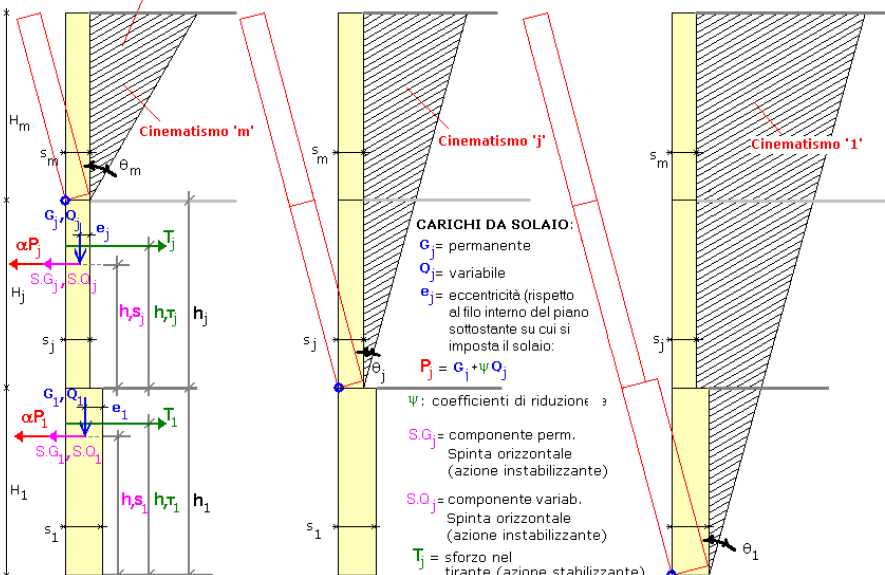 Cinematismo 'm'
Cinematismo 'j'
Cinematismo '1'
Hm
sm
θm
sm
sm
Gj,Qj
ej
Tj
αPj
S.Gj,S.Qj
Hj
h,sj
h,τj
hj
sj
sj
θj
sj
G1,Q1
e1
T1
αP1
S.G1,S.Q1
H1
h,s1
h,τ1
h1
s1
s1
θ1
CARICHI DA SOLAIO:
Gj= permanente
Qj= variabile
ej= eccentricità (rispetto
al filo interno del piano
sottostante su cui si
imposta il solaio:
Pj = Gj+ψQj
ψ: coefficienti di riduzione e
S.Gj= componente perm.
Spinta orizzontale
(azione instabilizzante)
S.Qj= componente variab.
Spinta orizzontale
(azione instabilizzante)
Tj = sforzo nel
tirante (azione stabilizzante)